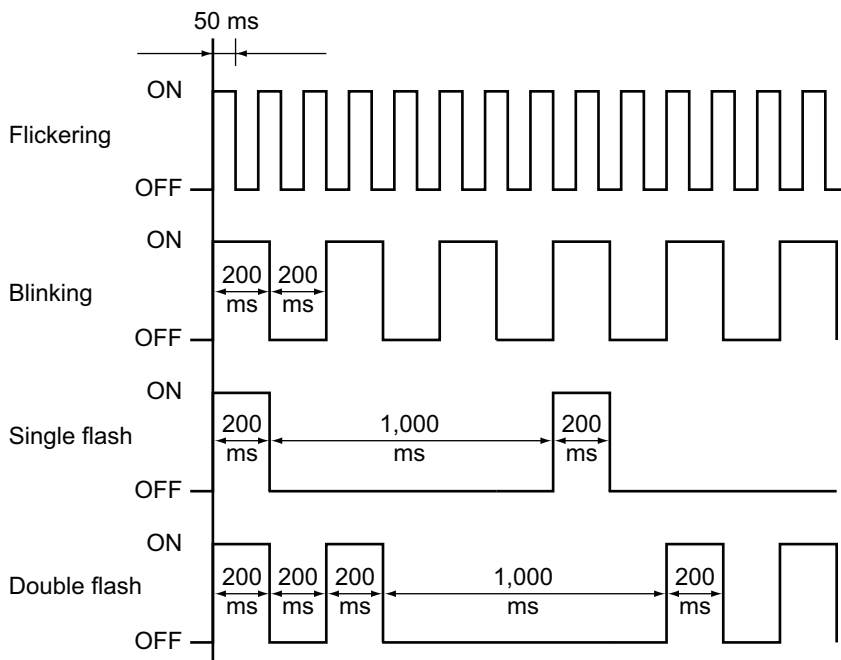 50 ms
ON
Flickering
OFF
ON
200 200
Blinking
ms ms
OFF
ON
200 1,000 200
Single flash
ms ms ms
OFF
ON
200 200 200 1,000 200
Double flash
ms ms ms ms ms
OFF